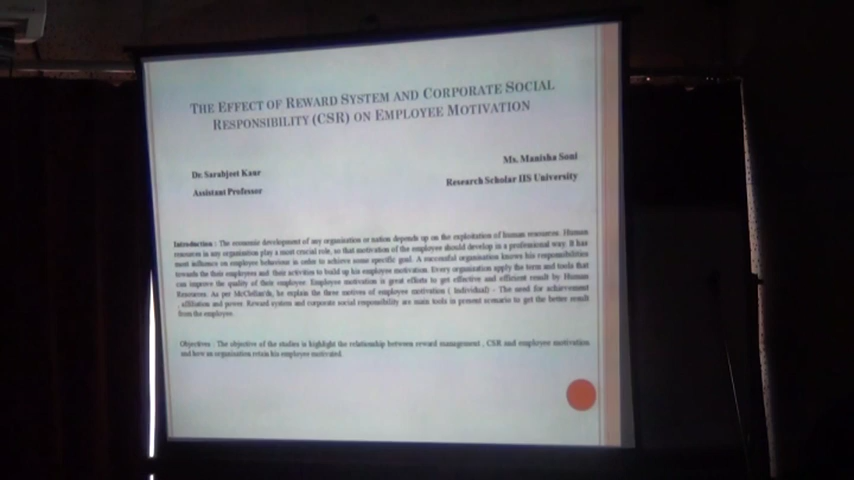 THE EFFECT OF REWARD SYSTEM AND CORPORATE SOCIAL
RESPONSIBILITY (CSR) ON EMPLOYEE MOTIVATION
Dr. Sarabjeet Kaur
Ms. Manisha Soni
Assistant Professor
Research Scholar IIS University
Introduction : The economic development of any organization or nation depends up on the exploitation of human resources. Human
resources in any organisation play a most crucial role, so that motivation of the employee should develop in a professional way. It has
most influence on employee behaviour in order to achieve some specific goal. A successful organisation knows his responsibilities
towards the their employees and their activities to build up his employee motivation. Every organization apply the term and tools that
can improve the quality of their employee. Employee motivation is great efforts to get effective and efficient result by Human
Resources. As per McClelland's, he explain the three motives of employee motivation ( Individual) - The need for achievement
, affiliation and power. Reward system and corporate social responsibility are main tools in present scenario to get the better result
from the employee.
Objectives : The objective of the studies is highlight the relationship between reward management , CSR and employee motivation
and how an organisation retain his employee motivated.